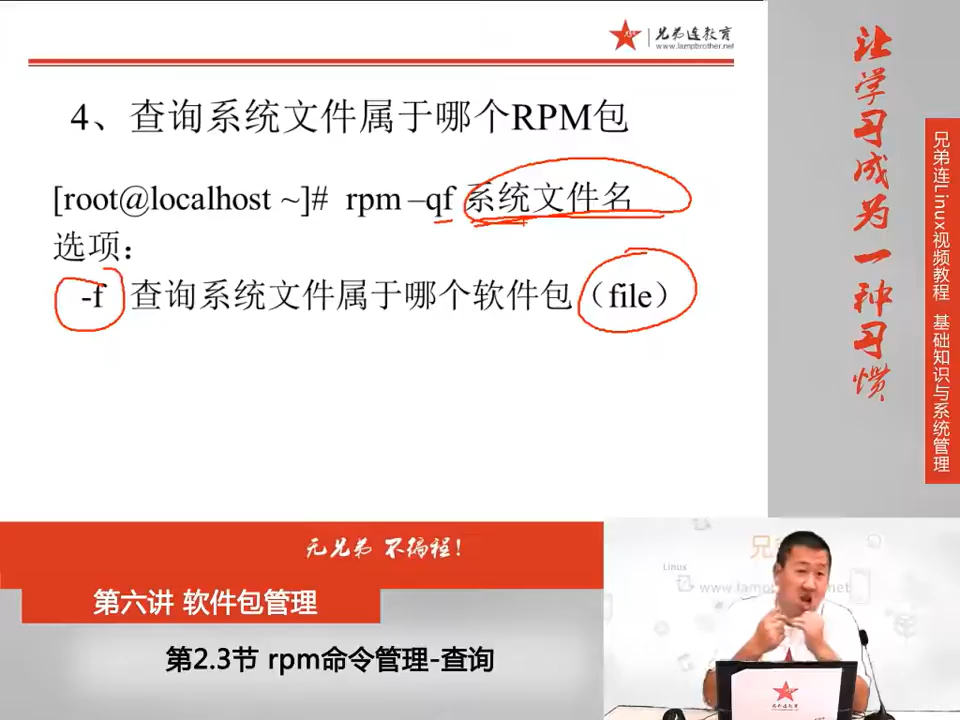 兄弟连教育
www.lampbrother.net
4、查询系统文件属于哪个RPM包
[root@localhost ~]# rpm –qf 系统文件名
选项：
-f 查询系统文件属于哪个软件包（file）
让学习成为一种习惯
兄弟连Linux视频教程 基础知识与系统管理
无兄弟 不编程！
第六讲 软件包管理
第2.3节 rpm命令管理-查询
Linux
兄弟连教育